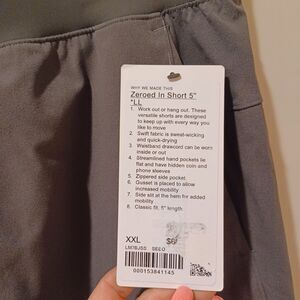 WHY WE MADE THIS
Zeroed In Short 5"
*LL
1. Work out or hang out. These
versatile shorts are designed
to keep up with every way you
like to move
2. Swift fabric is sweat-wicking
and quick-drying
3. Waistband drawcord can be worn
inside or out
4. Streamlined hand pockets lie
flat and have hidden coin and
phone sleeves
5. Zippered side pocket
6. Gusset is placed to allow
increased mobility
7. Side slit at the hem for added
mobility
8. Classic fit, 5" length
XXL
000153841145